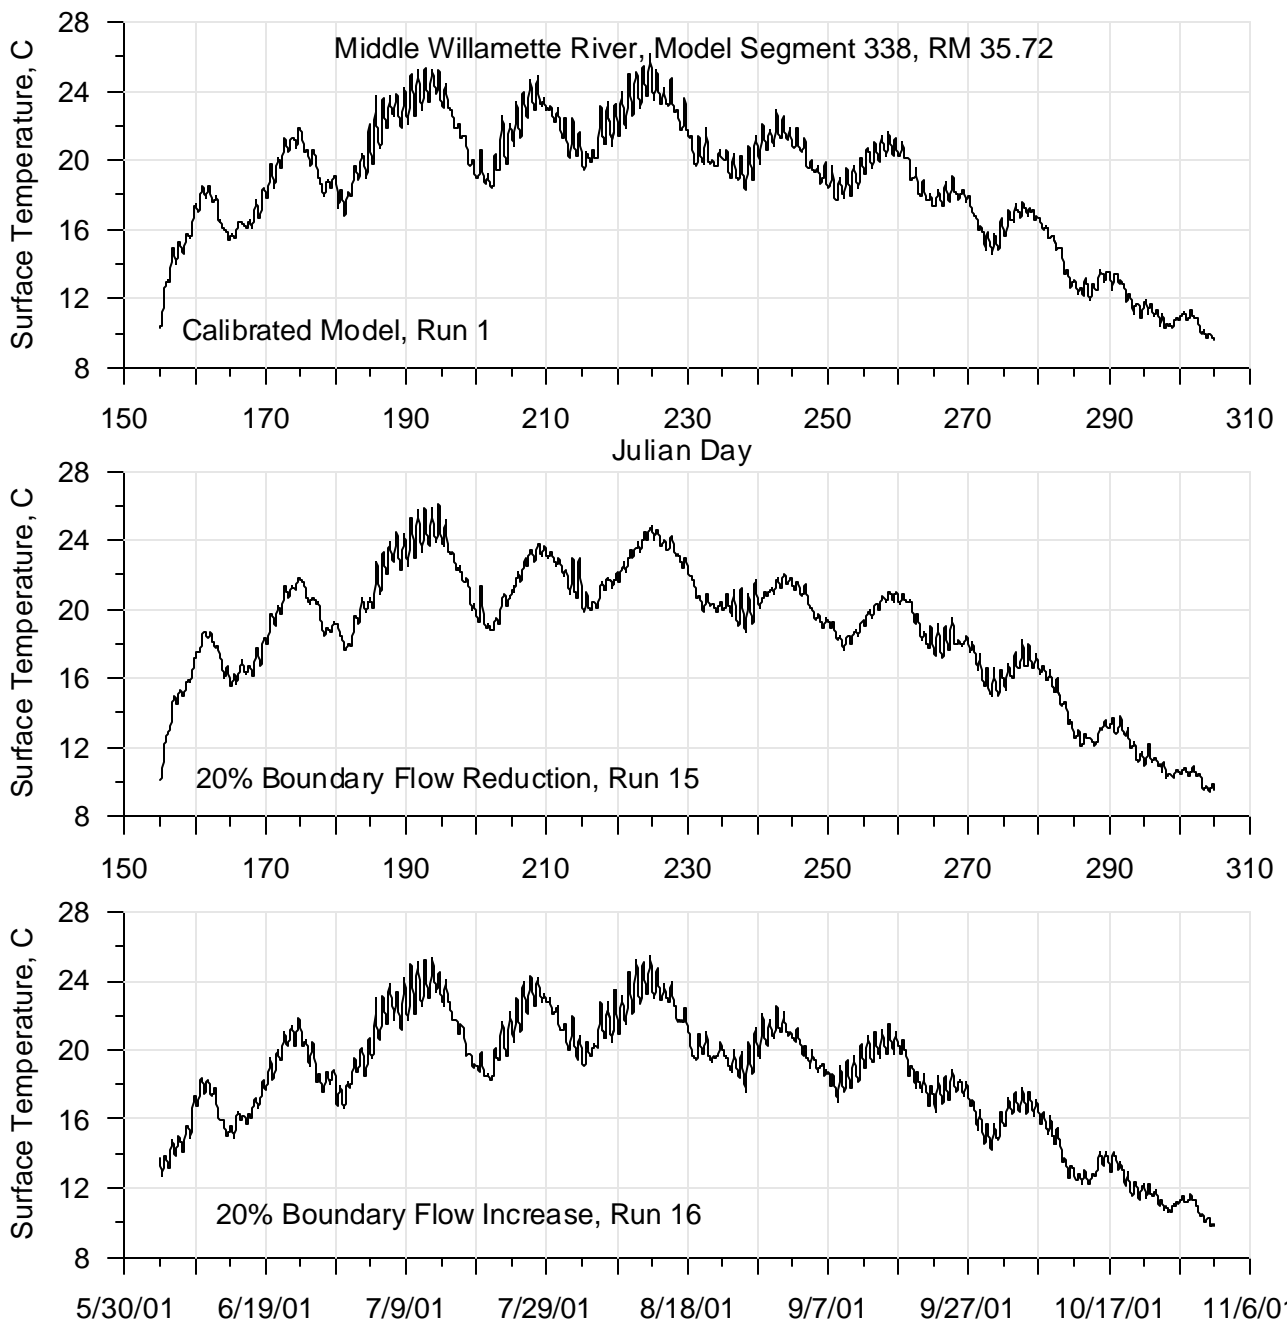 28
Middle Willamette River, Model Segment 338, RM 35.72
24
20
16
12
8
Surface Temperature, C
Calibrated Model, Run 1
150 170 190 210 230 250 270 290 310
Julian Day
28
24
20
16
12
8
Surface Temperature, C
20% Boundary Flow Reduction, Run 15
150 170 190 210 230 250 270 290 310
28
24
20
16
12
8
Surface Temperature, C
20% Boundary Flow Increase, Run 16
5/30/01 6/19/01 7/9/01 7/29/01 8/18/01 9/7/01 9/27/01 10/17/01 11/6/01